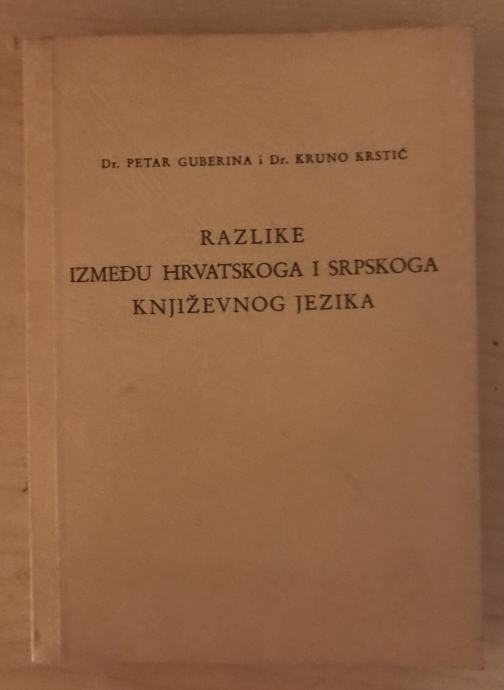 Dr. PETAR GUBERINA i Dr. KRUNO KRSTIĆ
RAZLIKE
IZMEĐU HRVATSKOGA I SRPSKOGA
KNJIŽEVNOG JEZIKA